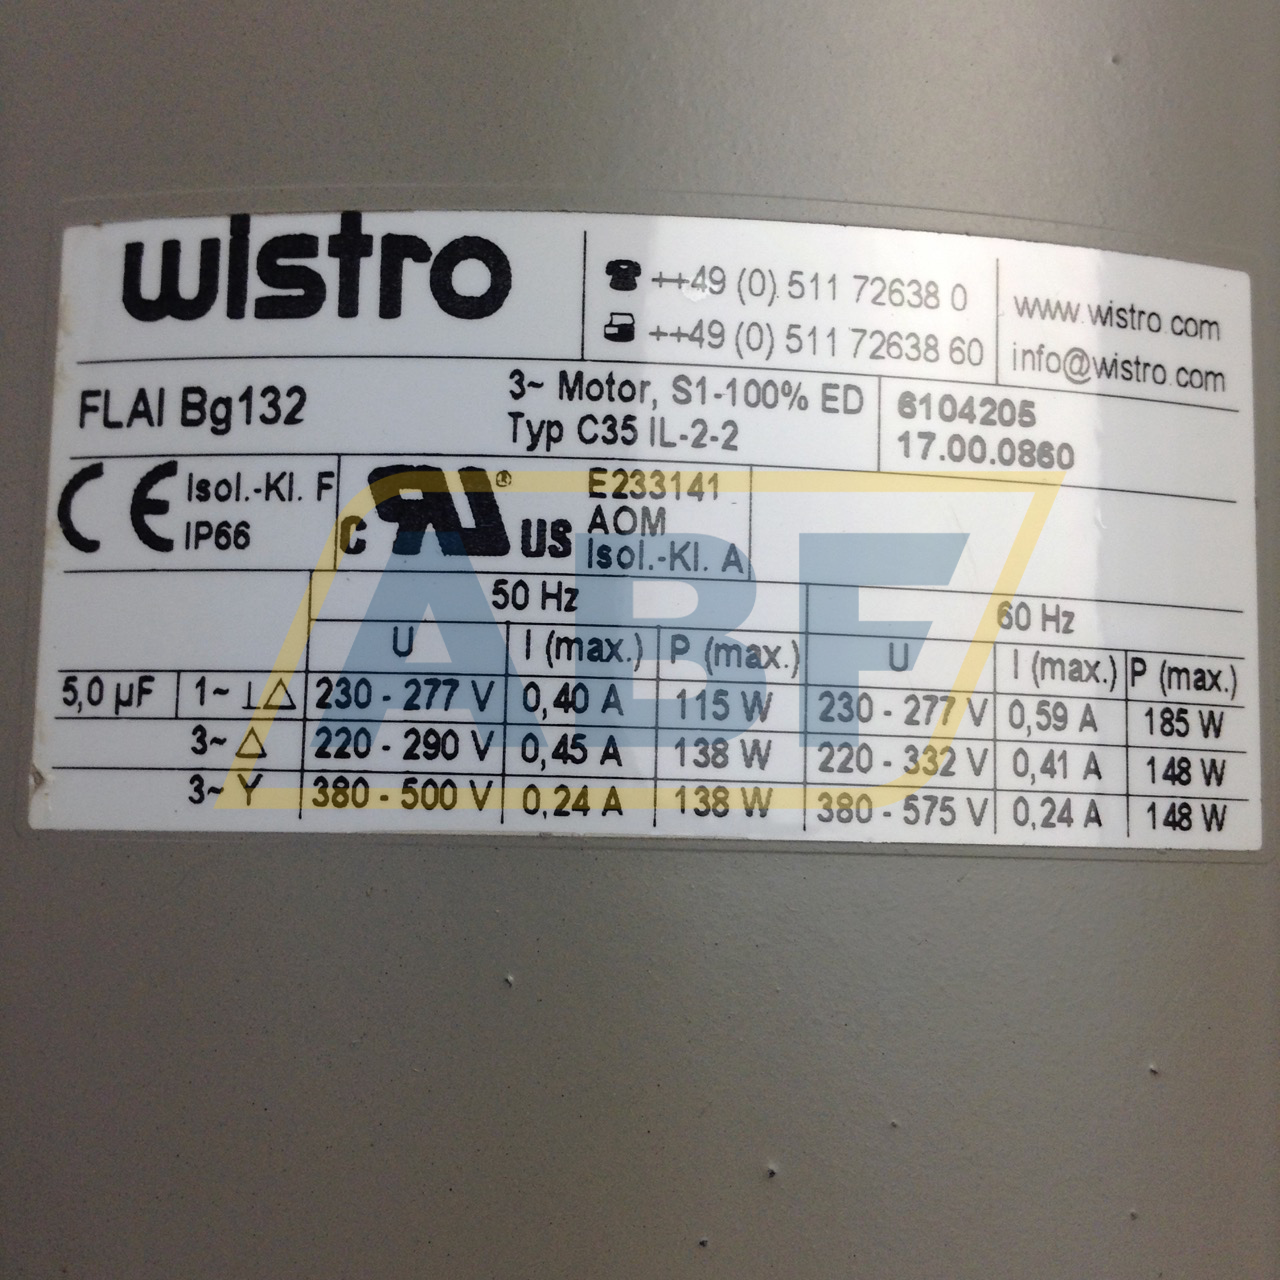 wistro
++49 (0) 511 72638 0
++49 (0) 511 72638 60
www.wistro.com
info@wistro.com
FLAI Bg132
3~ Motor, S1-100% ED
Typ C35 IL-2-2
6104205
17.00.0860
CE
Isol.-Kl. F
IP66
c RU ® US
E233141
AOM
Isol.-Kl. A
ABF
50 Hz 60 Hz
U I (max.) P (max.) U I (max.) P (max.)
5,0 µF 1~ ⊥△ 230 - 277 V 0,40 A 115 W 230 - 277 V 0,59 A 185 W
3~ △ 220 - 290 V 0,45 A 138 W 220 - 332 V 0,41 A 148 W
3~ Y 380 - 500 V 0,24 A 138 W 380 - 575 V 0,24 A 148 W